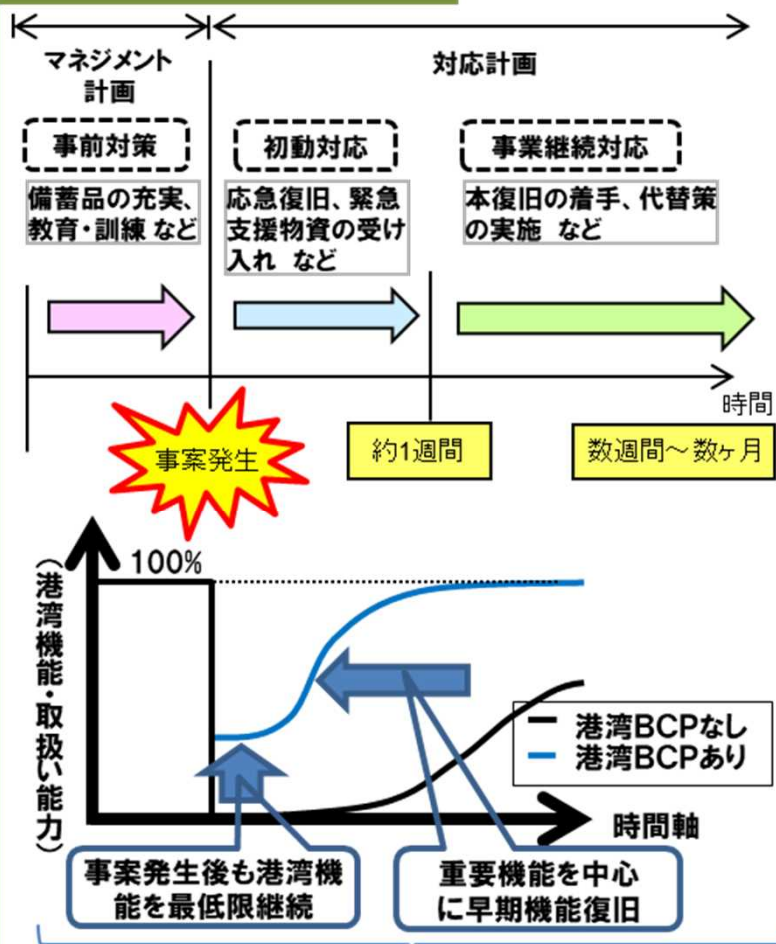 マネジメント
計画
対応計画
事前対策
初動対応
事業継続対応
備蓄品の充実、
教育・訓練 など
応急復旧、緊急
支援物資の受け
入れ など
本復旧の着手、代替策
の実施 など
時間
事案発生
約1週間
数週間～数ヶ月
100%
（港湾機能・取扱い能力）
港湾BCPなし
港湾BCPあり
時間軸
事案発生後も港湾機
能を最低限継続
重要機能を中心
に早期機能復旧